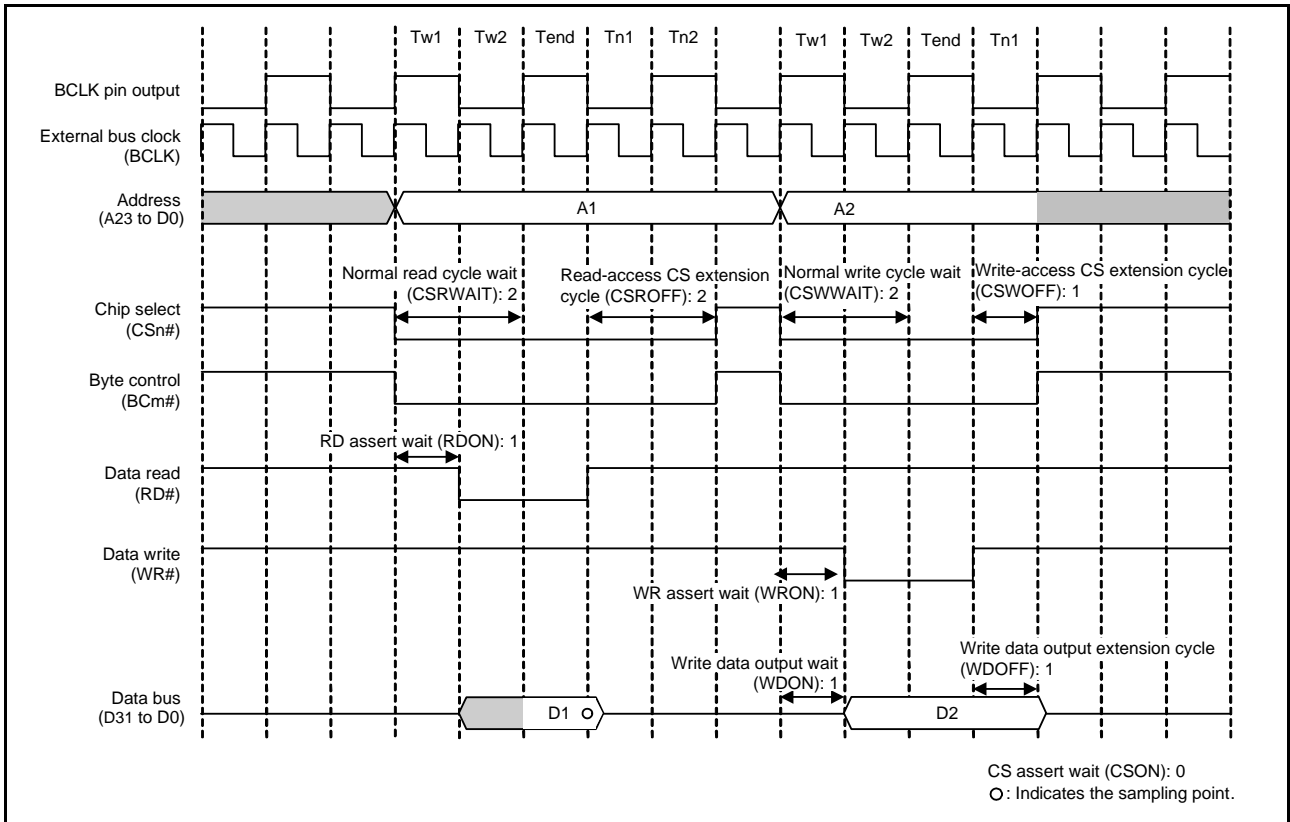 Tw1 Tw2 Tend Tn1 Tn2 Tw1 Tw2 Tend Tn1
BCLK pin output
External bus clock
(BCLK)
Address
(A23 to D0)
A1
A2
Normal read cycle wait
(CSRWAIT): 2
Read-access CS extension
cycle (CSROFF): 2
Normal write cycle wait
(CSWWAIT): 2
Write-access CS extension cycle
(CSWOFF): 1
Chip select
(CSn#)
Byte control
(BCm#)
RD assert wait (RDON): 1
Data read
(RD#)
Data write
(WR#)
WR assert wait (WRON): 1
Write data output wait
(WDON): 1
Write data output extension cycle
(WDOFF): 1
Data bus
(D31 to D0)
D1
D2
CS assert wait (CSON): 0
: Indicates the sampling point.